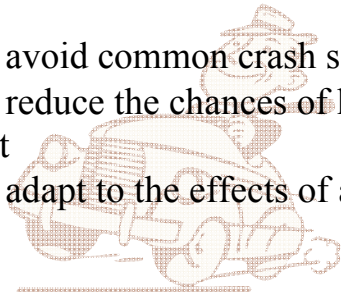 avoid common crash s
reduce the chances of
t
adapt to the effects of a